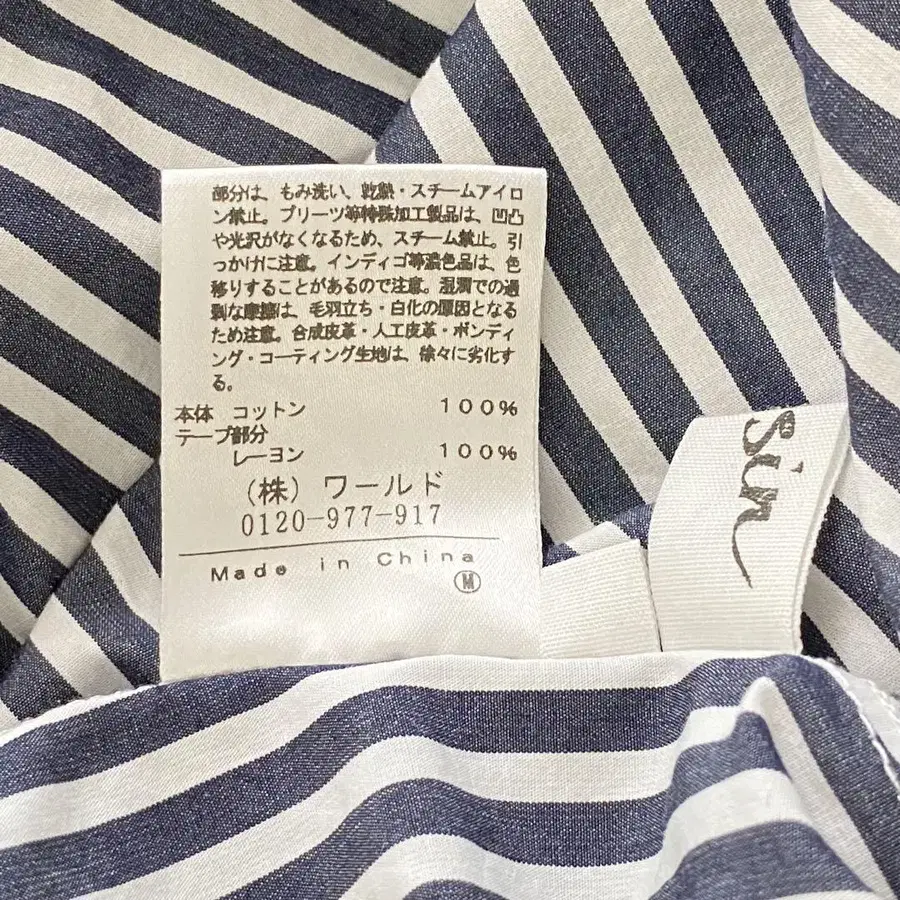 部分は、もみ洗い、乾熱・スチームアイロ
ン禁止。プリーツ等特殊加工製品は、凹凸
や光沢がなくなるため、スチーム禁止。引
っかけに注意。インディゴ等濃色品は、色
移りすることがあるので注意。湿潤での過
剰な摩擦は、毛羽立ち・白化の原因となる
ため注意。合成皮革・人工皮革・ボンディ
ング・コーティング生地は、徐々に劣化す
る。
本体 コットン 100%
テープ部分
レーヨン 100%
(株) ワールド
0120-977-917
Made in China
Ⓜ
sin